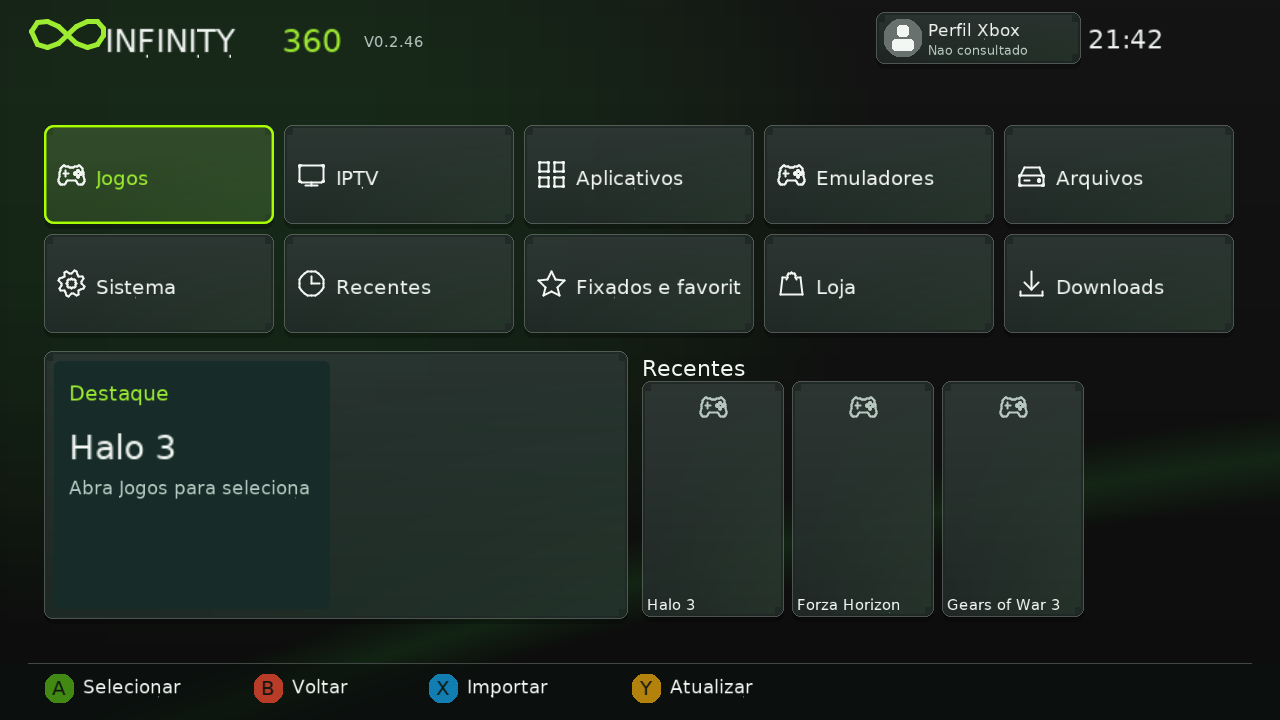 INFINITY 360 V0.2.46
Perfil Xbox
Nao consultado
21:42
Jogos
IPTV
Aplicativos
Emuladores
Arquivos
Sistema
Recentes
Fixados e favorit
Loja
Downloads
Destaque
Halo 3
Abra Jogos para seleciona
Recentes
Halo 3
Forza Horizon
Gears of War 3
A Selecionar
B Voltar
X Importar
Y Atualizar